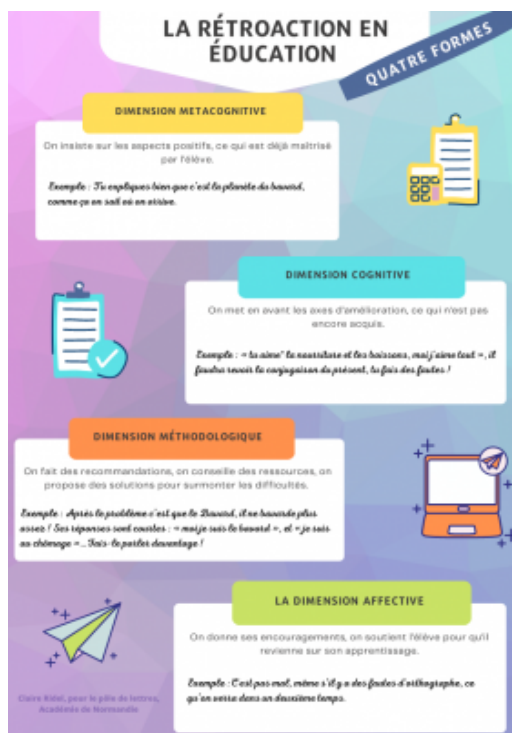 LA RÉTROACTION EN
ÉDUCATION
QUATRE FORMES
DIMENSION METACOGNITIVE
On insiste sur les aspects positifs, ce qui est déjà maîtrisé
par l'élève.
Exemple : Tu expliques bien que c'est la planète du buvard,
comme ça on sait où on arrive.
DIMENSION COGNITIVE
On met en avant les axes d'amélioration, ce qui n'est pas
encore acquis.
Exemple : « tu aime" la nourriture et les boissons, moi j'aime tout », il
faudra revoir la conjugaison du présent, tu fais des fautes !
DIMENSION MÉTHODOLOGIQUE
On fait des recommandations, on conseille des ressources, on
propose des solutions pour surmonter les difficultés.
Exemple : Après le problème c'est que le Bavard, il ne bavarde plus
assez ! Ses réponses sont courtes : « moi je suis le bavard », et « je suis
au chômage »... Fais-le parler davantage !
LA DIMENSION AFFECTIVE
On donne ses encouragements, on soutient l'élève pour qu'il
revienne sur son apprentissage.
Exemple : C'est pas mal, même s'il y a des fautes d'orthographe, ce
qu'on verra dans un deuxième temps.
Claire Ridel, pour le pôle de lettres,
Académie de Normandie